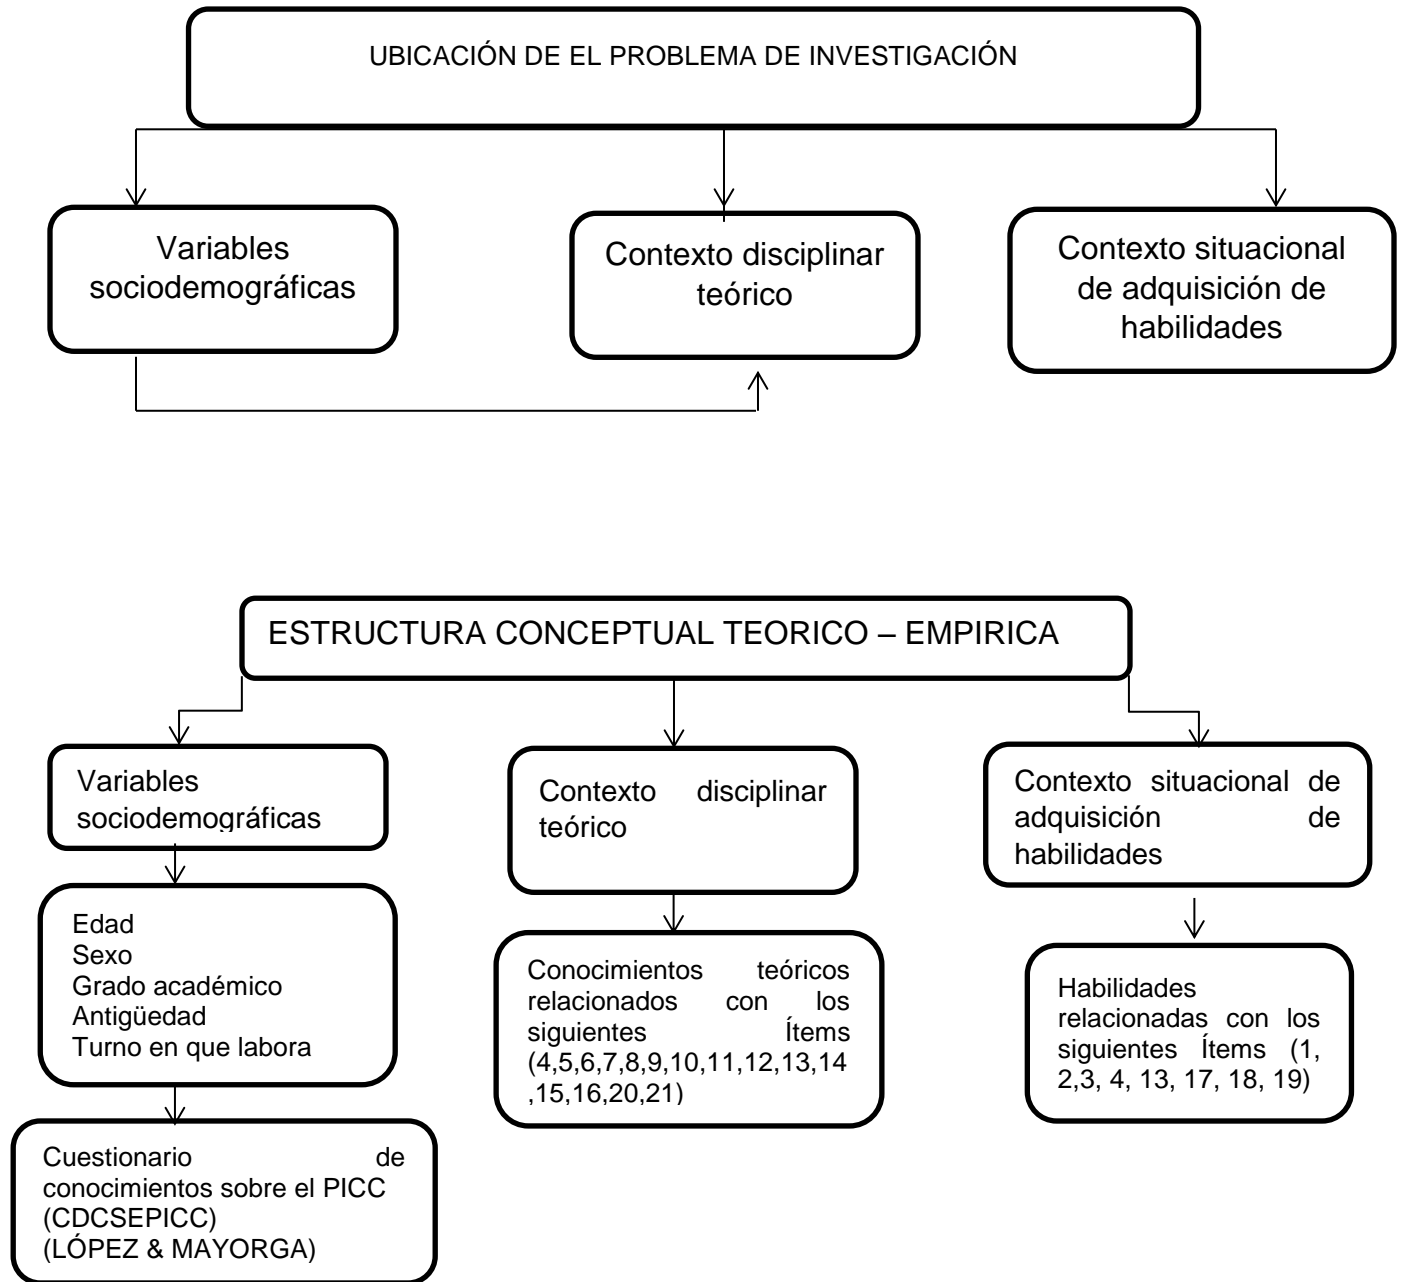 UBICACIÓN DE EL PROBLEMA DE INVESTIGACIÓN
Variables
sociodemográficas
Contexto disciplinar
teórico
Contexto situacional
de adquisición de
habilidades
ESTRUCTURA CONCEPTUAL TEORICO – EMPIRICA
Variables
sociodemográficas
Contexto disciplinar
teórico
Contexto situacional de
adquisición de
habilidades
Edad
Sexo
Grado académico
Antigüedad
Turno en que labora
Conocimientos teóricos
relacionados con los
siguientes Ítems
(4,5,6,7,8,9,10,11,12,13,14
,15,16,20,21)
Habilidades
relacionadas con los
siguientes Ítems (1,
2,3, 4, 13, 17, 18, 19)
Cuestionario de
conocimientos sobre el PICC
(CDCSEPICC)
(LÓPEZ & MAYORGA)